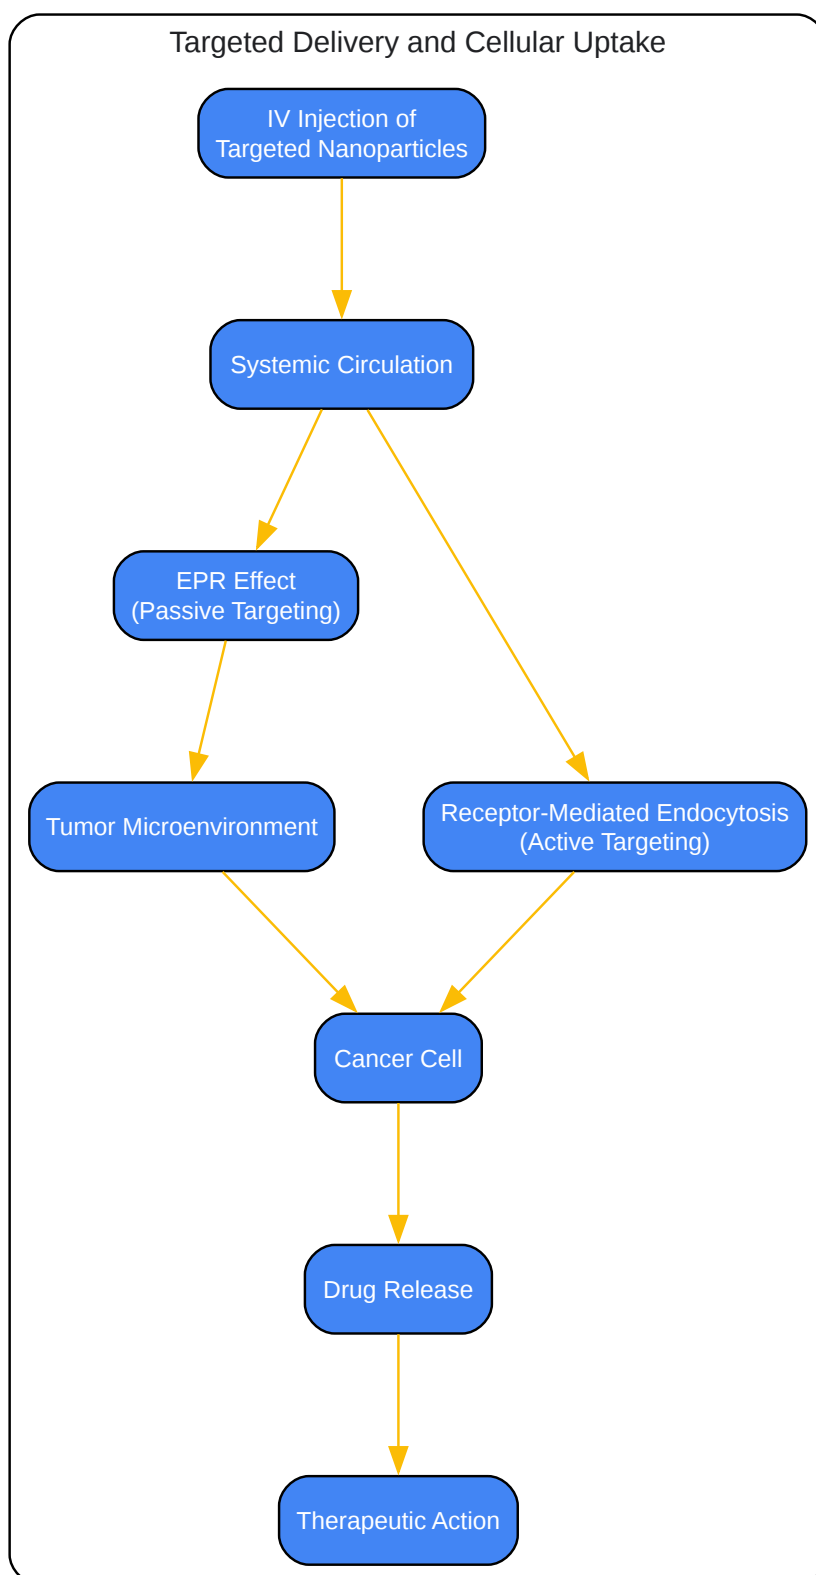 Targeted Delivery and Cellular Uptake
IV Injection of
Targeted Nanoparticles
Systemic Circulation
EPR Effect
(Passive Targeting)
Tumor Microenvironment
Receptor-Mediated Endocytosis
(Active Targeting)
Cancer Cell
Drug Release
Therapeutic Action